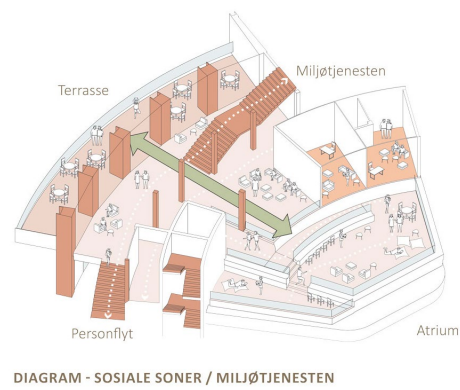 Miljøtjenesten
Terrasse
Personflyt
Atrium
DIAGRAM - SOSIALE SONER / MILJØTJENESTEN